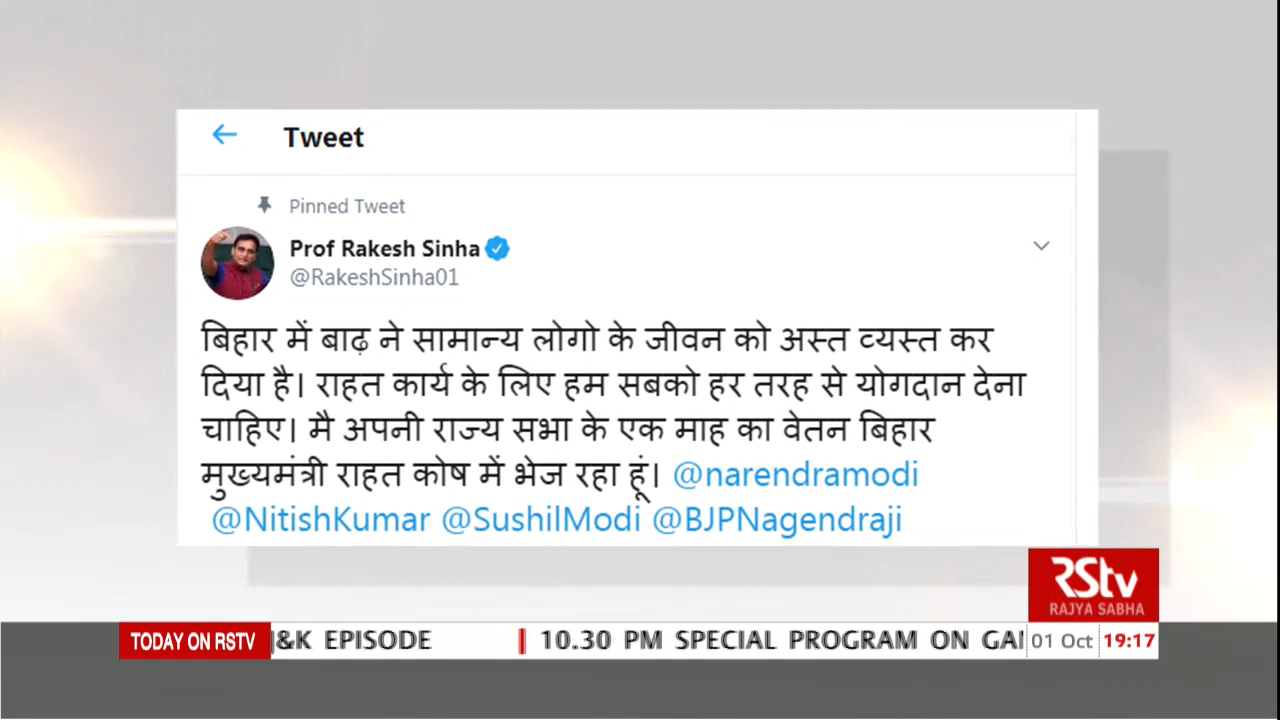 Tweet
Pinned Tweet
Prof Rakesh Sinha
@RakeshSinha01
बिहार में बाढ़ ने सामान्य लोगो के जीवन को अस्त व्यस्त कर
दिया है। राहत कार्य के लिए हम सबको हर तरह से योगदान देना
चाहिए। मै अपनी राज्य सभा के एक माह का वेतन बिहार
मुख्यमंत्री राहत कोष में भेज रहा हूं। @narendramodi
@NitishKumar @SushilModi @BJPNagendraji
RStv
RAJYA SABHA
TODAY ON RSTV J&K EPISODE | 10.30 PM SPECIAL PROGRAM ON 01 Oct 19:17